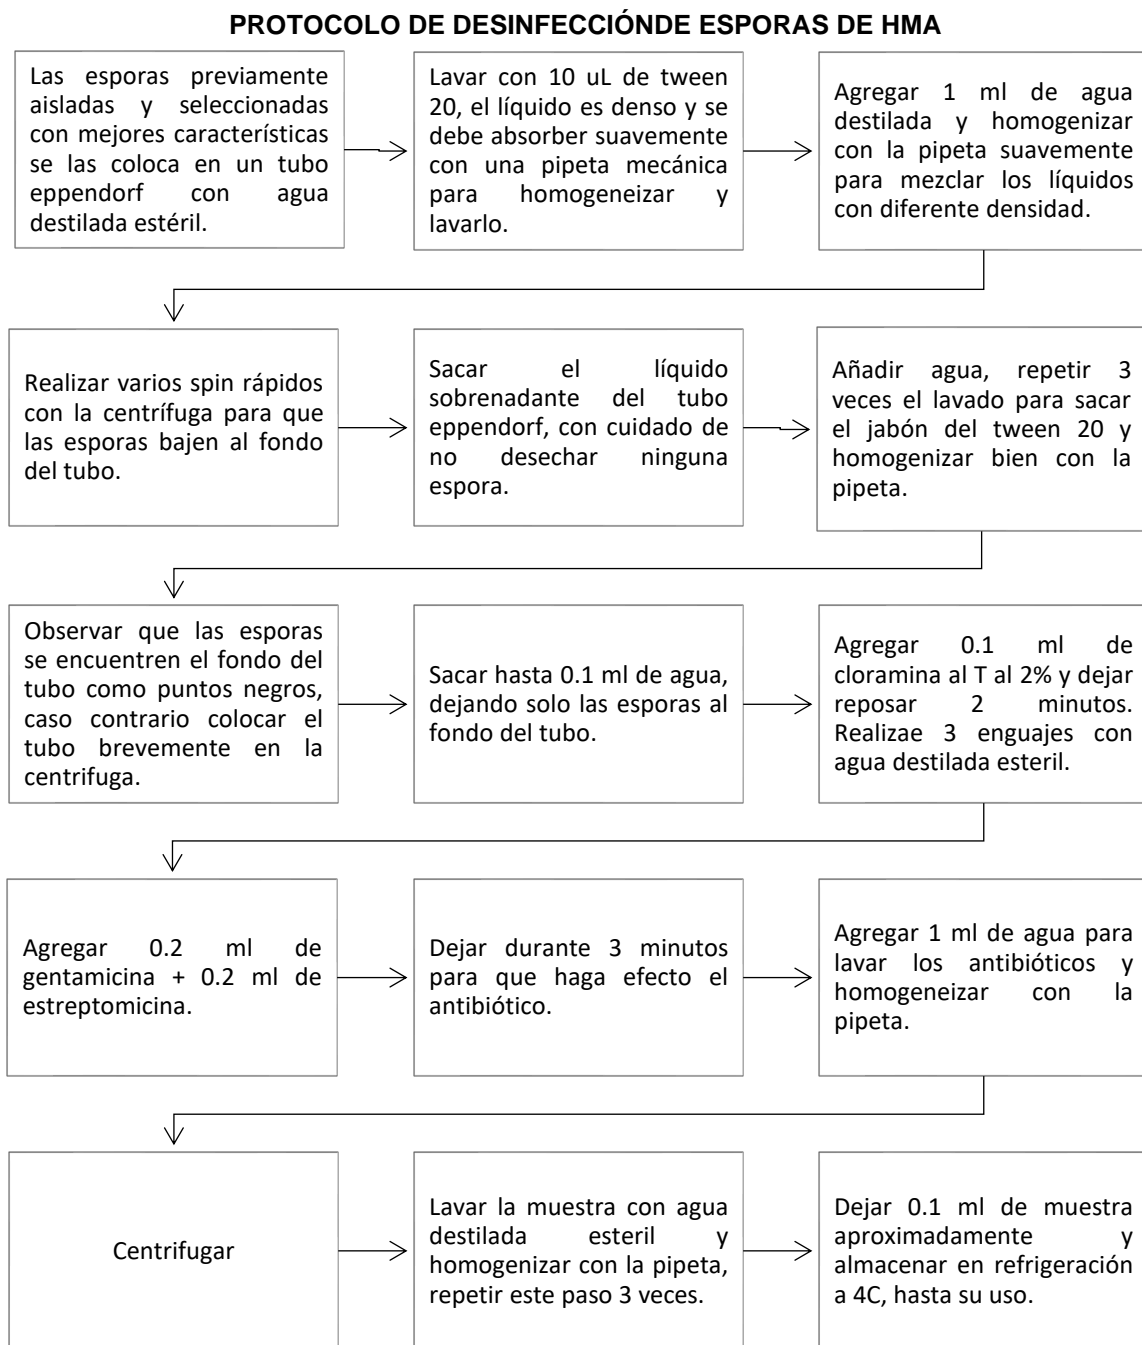 PROTOCOLO DE DESINFECCIÓNDE ESPORAS DE HMA
Las esporas previamente
aisladas y seleccionadas
con mejores características
se las coloca en un tubo
eppendorf con agua
destilada estéril.
Lavar con 10 uL de tween
20, el líquido es denso y se
debe absorber suavemente
con una pipeta mecánica
para homogeneizar y
lavarlo.
Agregar 1 ml de agua
destilada y homogenizar
con la pipeta suavemente
para mezclar los líquidos
con diferente densidad.
Realizar varios spin rápidos
con la centrífuga para que
las esporas bajen al fondo
del tubo.
Sacar el líquido
sobrenadante del tubo
eppendorf, con cuidado de
no desechar ninguna
espora.
Añadir agua, repetir 3
veces el lavado para sacar
el jabón del tween 20 y
homogenizar bien con la
pipeta.
Observar que las esporas
se encuentren el fondo del
tubo como puntos negros,
caso contrario colocar el
tubo brevemente en la
centrifuga.
Sacar hasta 0.1 ml de agua,
dejando solo las esporas al
fondo del tubo.
Agregar 0.1 ml de
cloramina al T al 2% y dejar
reposar 2 minutos.
Realizae 3 enguajes con
agua destilada esteril.
Agregar 0.2 ml de
gentamicina + 0.2 ml de
estreptomicina.
Dejar durante 3 minutos
para que haga efecto el
antibiótico.
Agregar 1 ml de agua para
lavar los antibióticos y
homogeneizar con la
pipeta.
Centrifugar
Lavar la muestra con agua
destilada esteril y
homogenizar con la pipeta,
repetir este paso 3 veces.
Dejar 0.1 ml de muestra
aproximadamente y
almacenar en refrigeración
a 4C, hasta su uso.